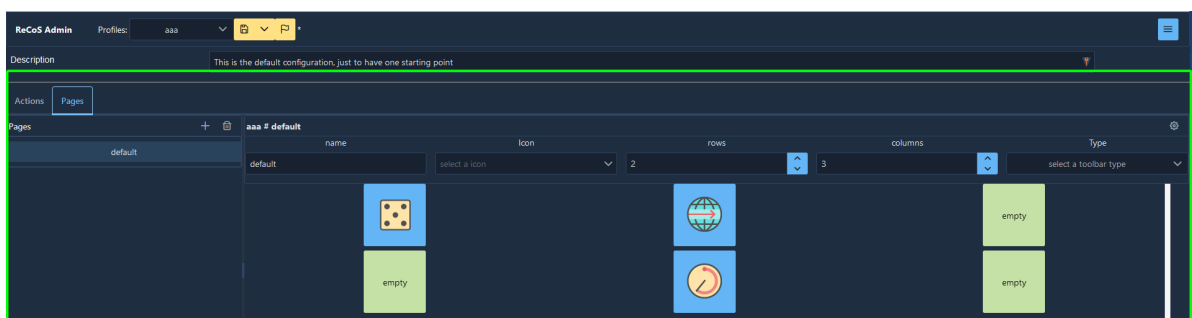 ReCoS Admin Profiles: aaa *
Description This is the default configuration, just to have one starting point
Actions Pages
Pages aaa # default
name Icon rows columns Type
default default select a icon 2 3 select a toolbar type
empty
empty empty